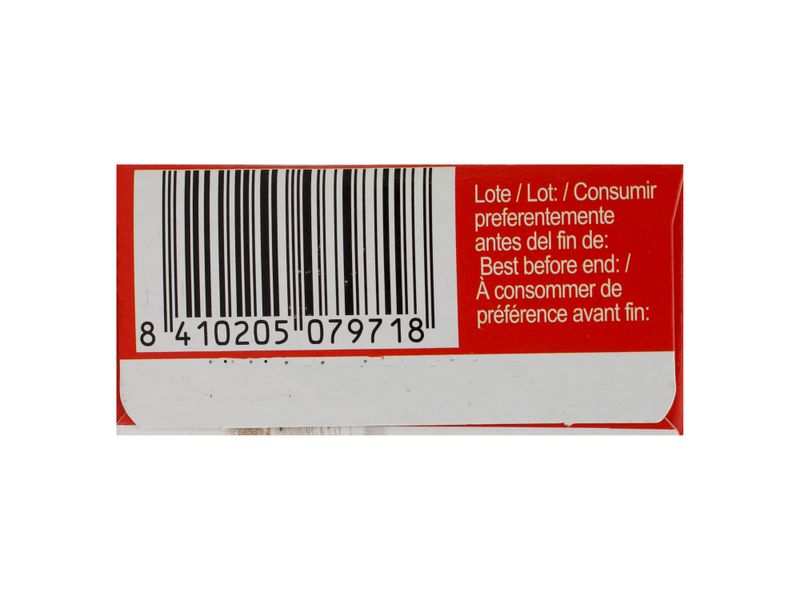 Lote / Lot: / Consumir
preferentemente
antes del fin de:
Best before end: /
À consommer de
préférence avant fin:
8 410205 079718